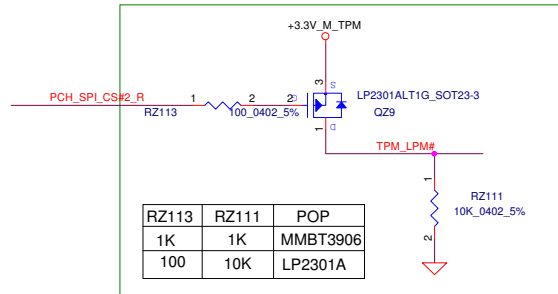 +3.3V_M_TPM
3
S
LP2301ALT1G_SOT23-3
PCH_SPI_CS#2_R
1
2
2
G
RZ113
100_0402_5%
QZ9
1
D
TPM_LPM#
1
RZ111
10K_0402_5%
2
RZ113 RZ111 POP
1K 1K MMBT3906
100 10K LP2301A